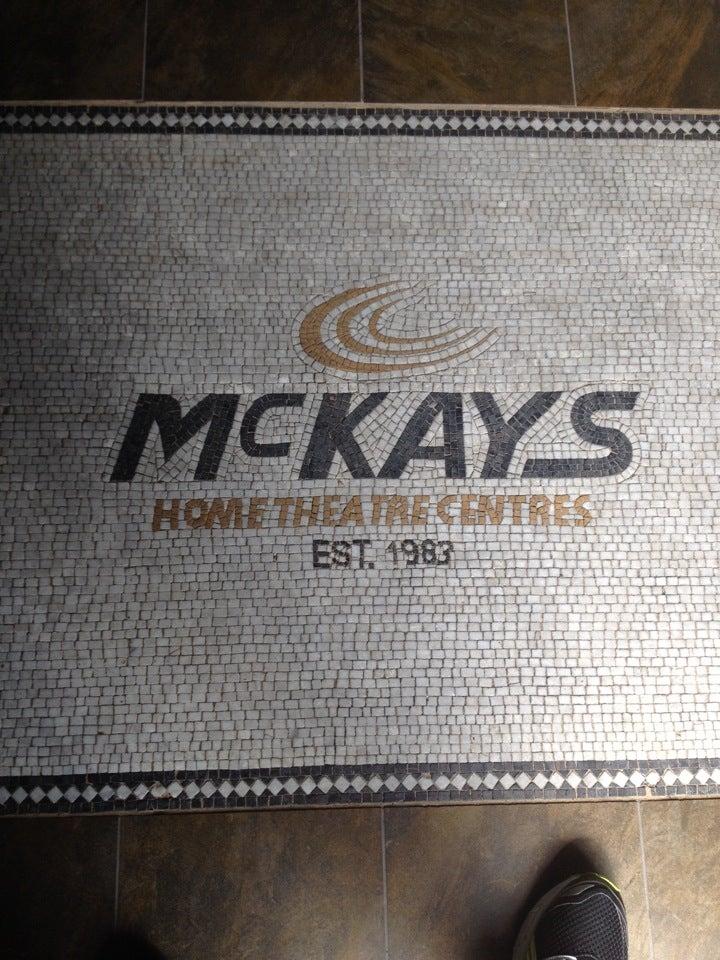 McKAYS
HOME THEATRE CENTRES
EST. 1983